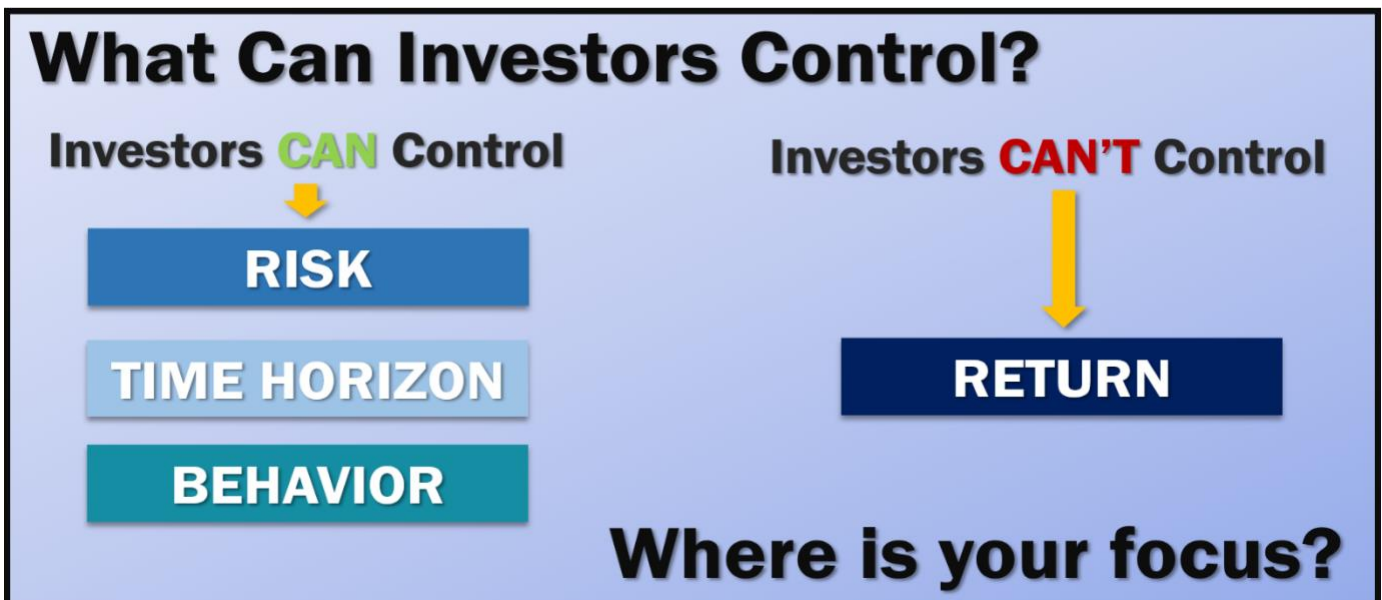 What Can Investors Control?
Investors CAN Control
RISK
TIME HORIZON
BEHAVIOR
Investors CAN'T Control
RETURN
Where is your focus?